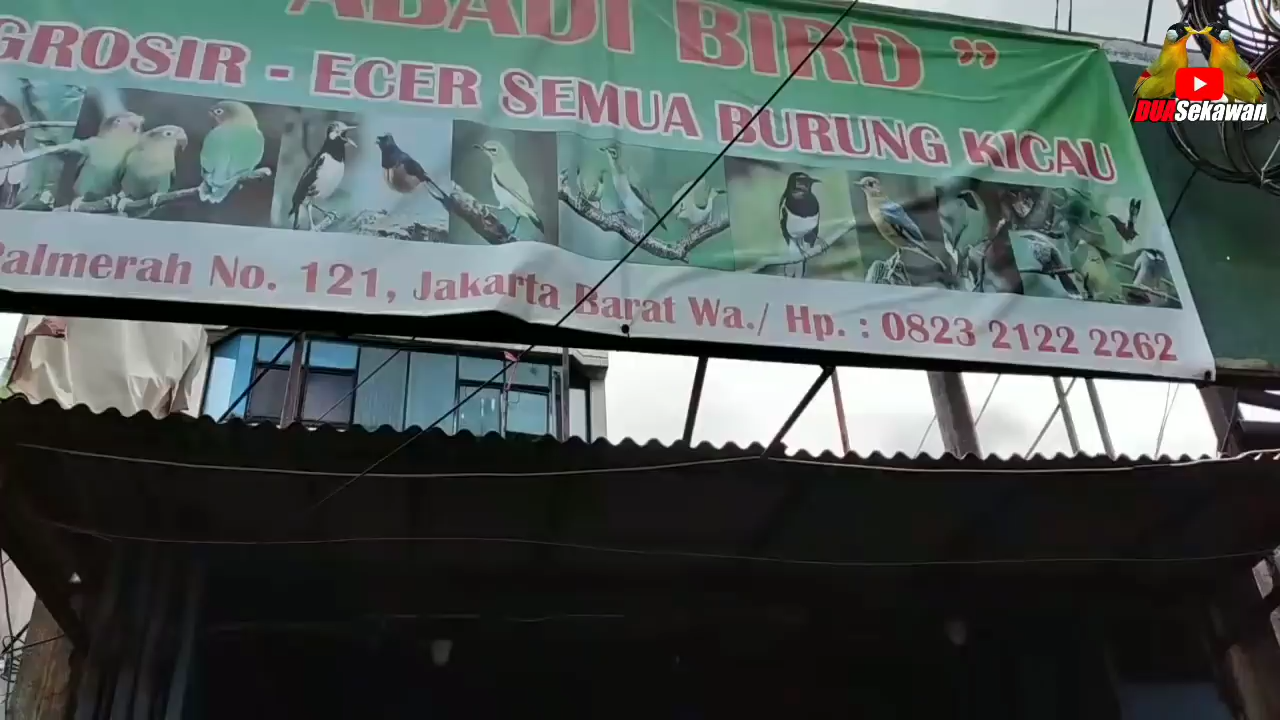 ABADI BIRD ”
GROSIR - ECER SEMUA BURUNG KICAU
Palmerah No. 121, Jakarta Barat Wa./ Hp. : 0823 2122 2262
DUASekawan